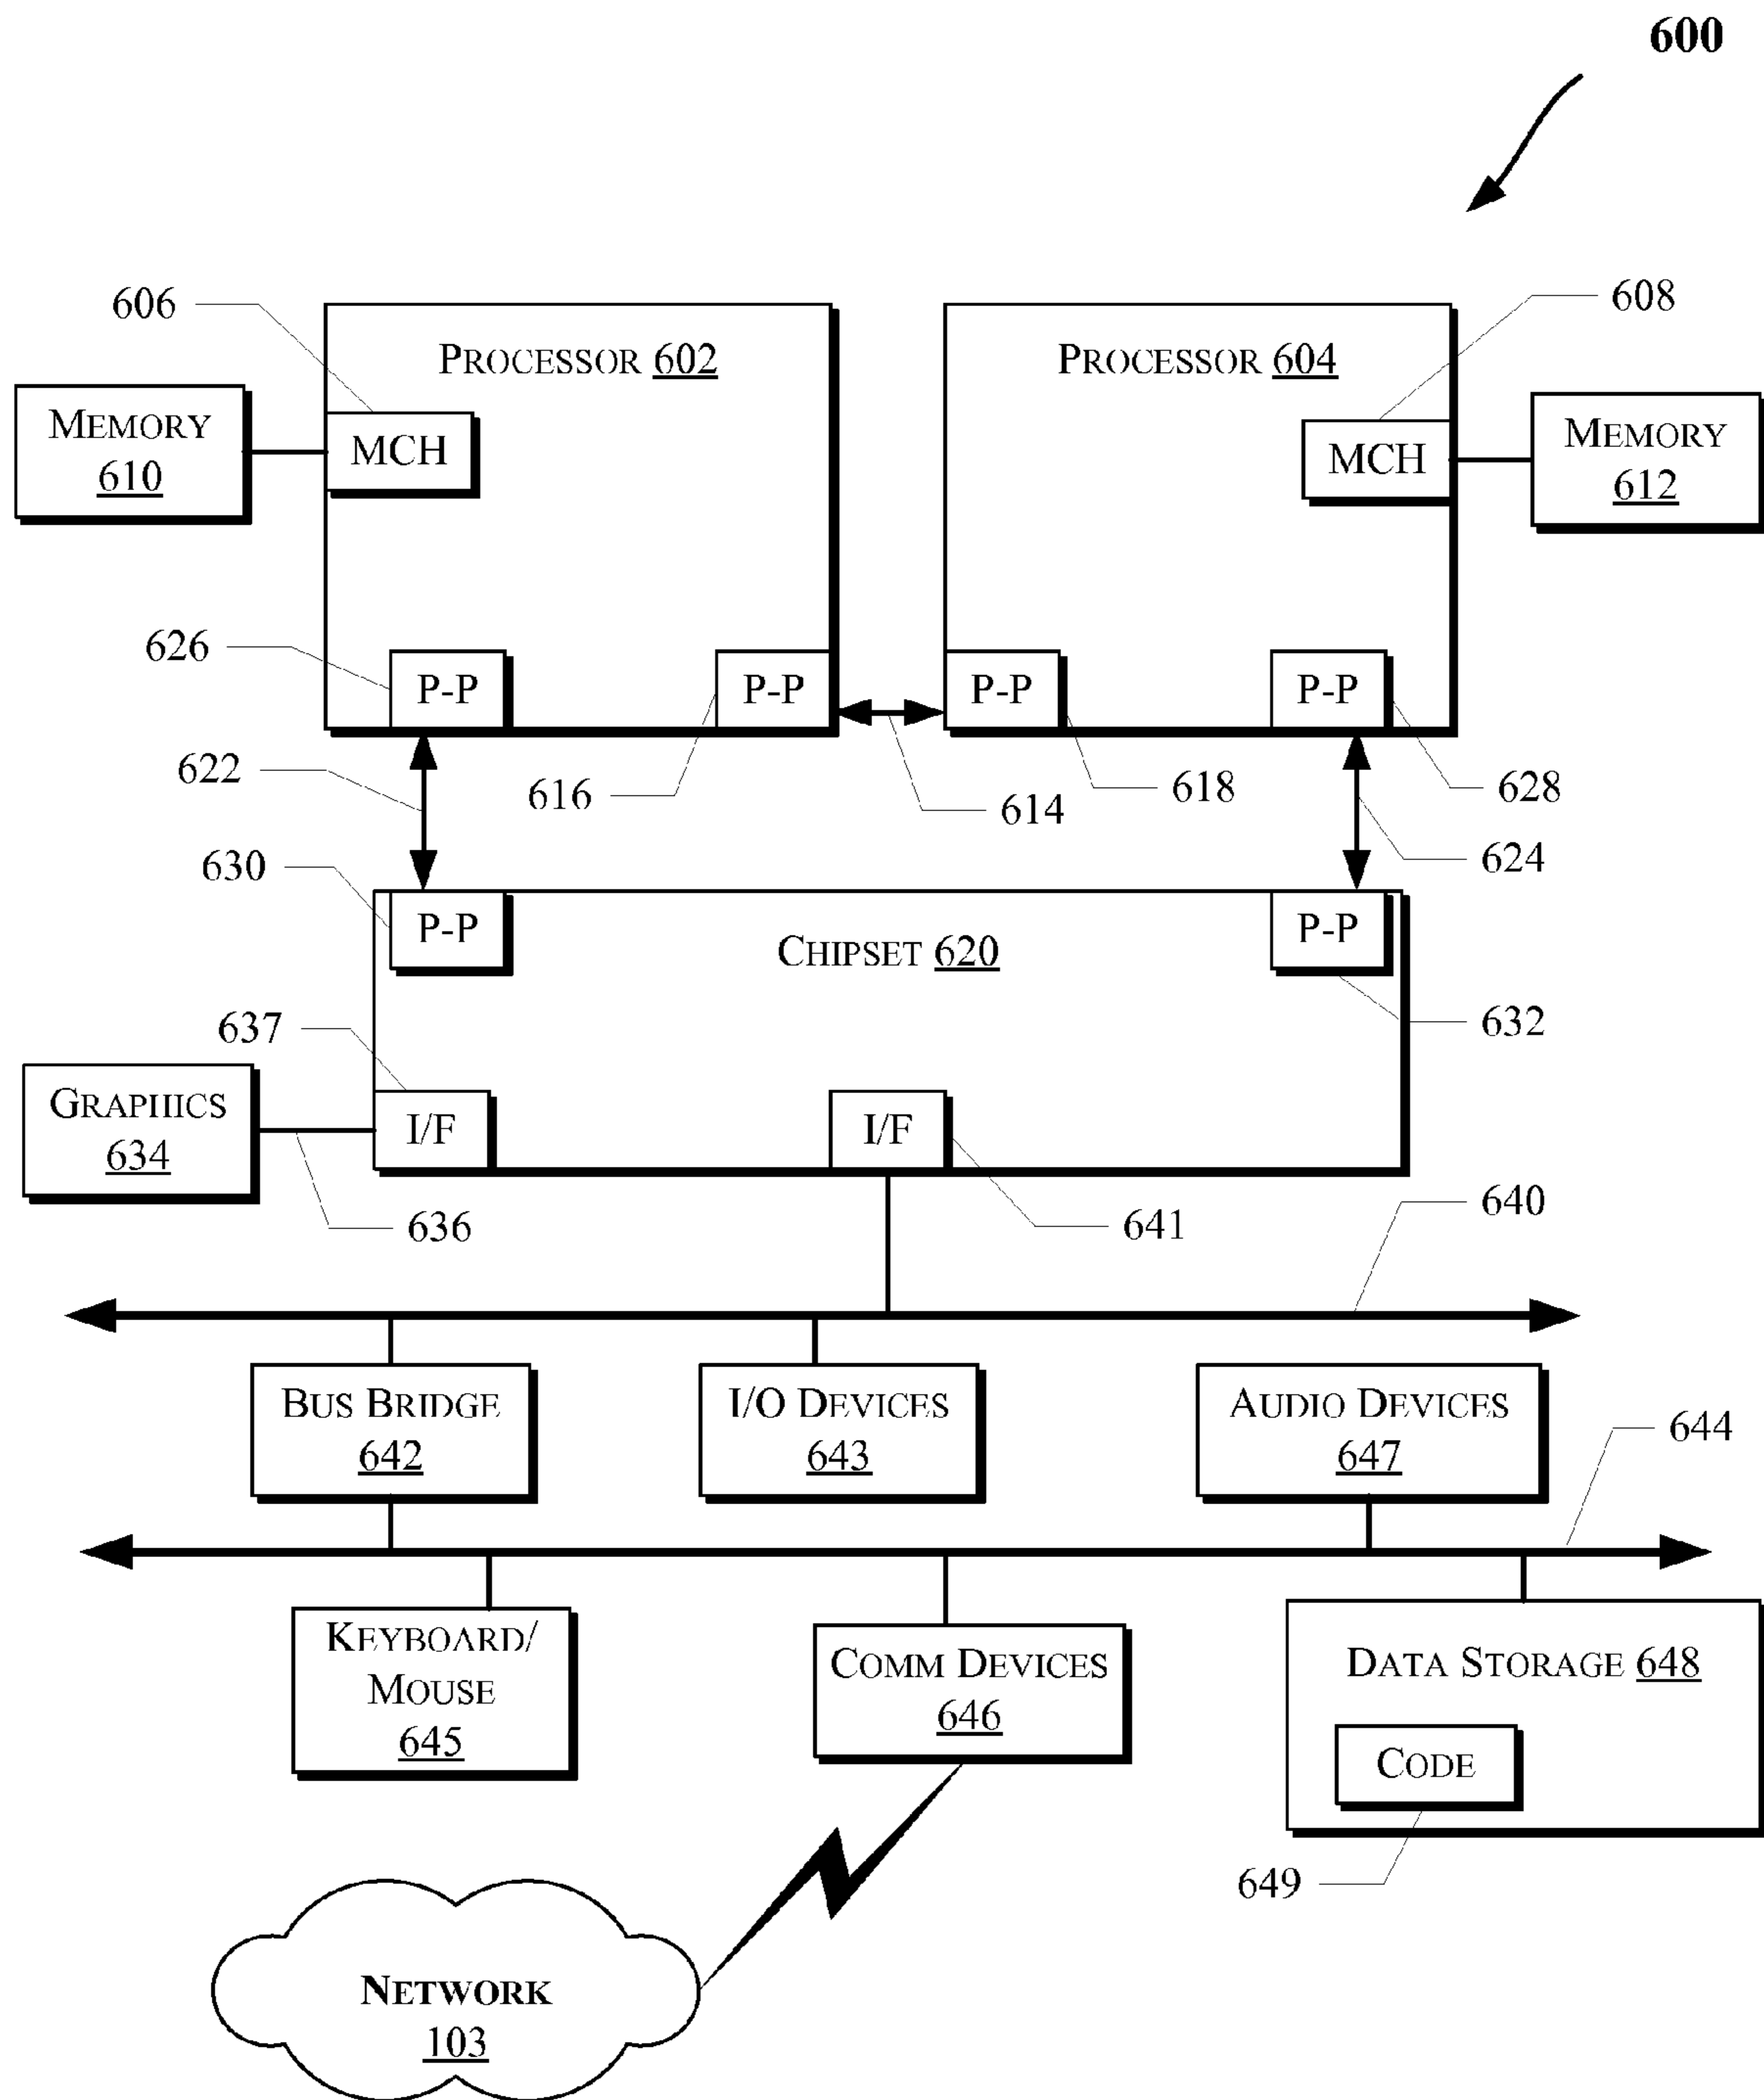 600
606
608
PROCESSOR 602
PROCESSOR 604
MEMORY
610
MCH
MCH
MEMORY
612
626
P-P
P-P
P-P
P-P
622
616
614
618
628
624
630
P-P
CHIPSET 620
P-P
637
632
GRAPHICS
634
I/F
I/F
636
641
640
BUS BRIDGE
642
I/O DEVICES
643
AUDIO DEVICES
647
644
KEYBOARD/
MOUSE
645
COMM DEVICES
646
DATA STORAGE 648
CODE
649
NETWORK
103